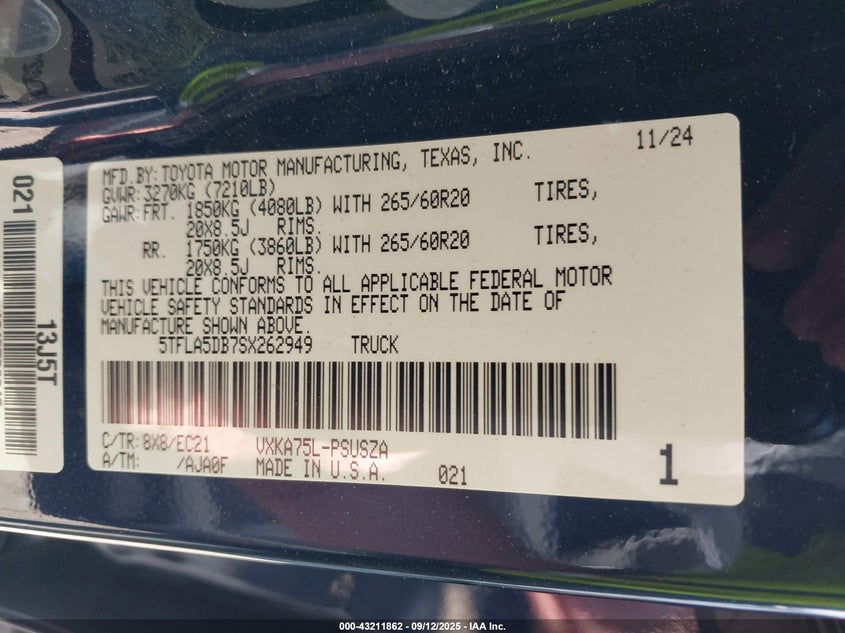 MFD.BY: TOYOTA MOTOR MANUFACTURING, TEXAS, INC. 11/24
GVWR: 3270KG (7210LB)
GAWR: FRT. 1850KG (4080LB) WITH 265/60R20 TIRES,
20X8.5J RIMS.
RR. 1750KG (3860LB) WITH 265/60R20 TIRES,
20X8.5J RIMS.
THIS VEHICLE CONFORMS TO ALL APPLICABLE FEDERAL MOTOR
VEHICLE SAFETY STANDARDS IN EFFECT ON THE DATE OF
MANUFACTURE SHOWN ABOVE.
5TFLA5DB7SX262949 TRUCK
C/TR: 8X8/EC21 VXKA75L-PSUSZA
A/TM: /AJA0F MADE IN U.S.A. 021 1
021
13J5T
000-43211862 - 09/12/2025 - IAA Inc.